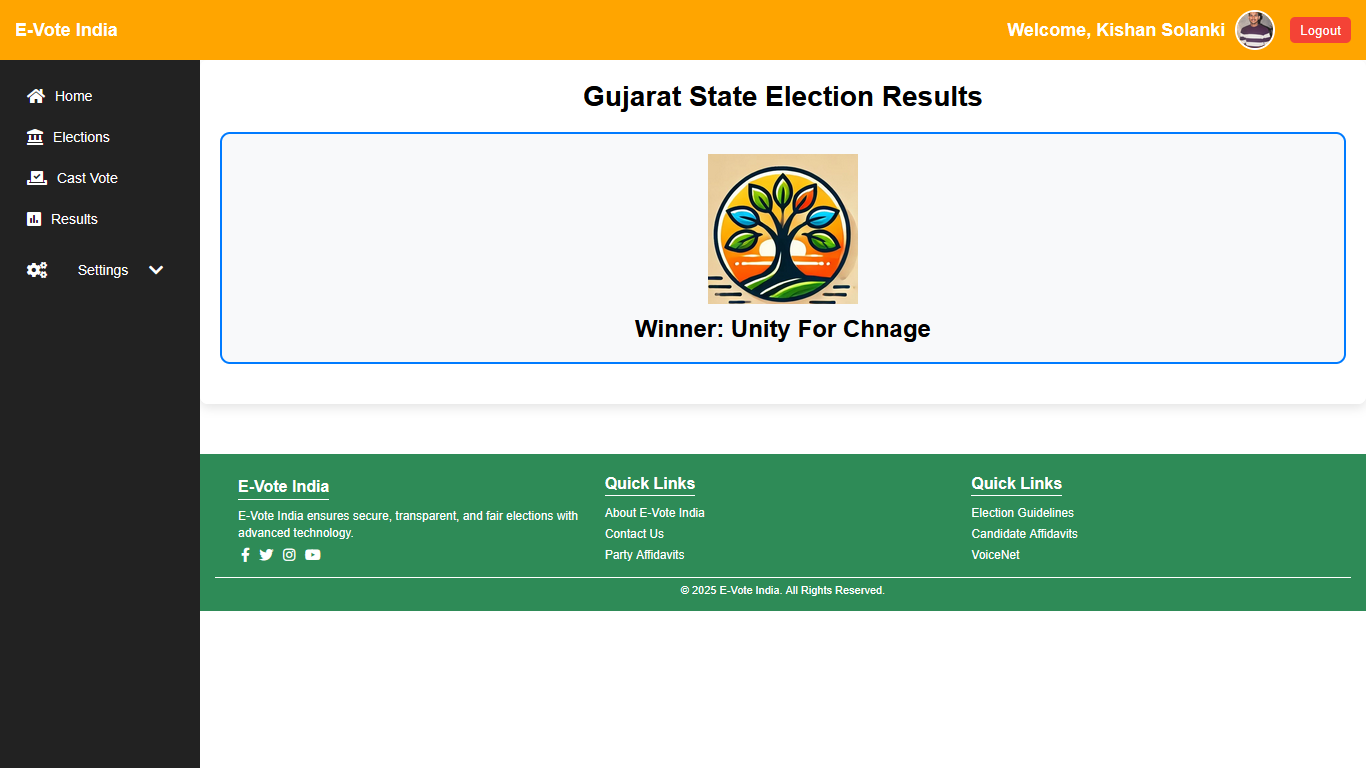 E-Vote India
Welcome, Kishan Solanki
Logout
Home
Elections
Cast Vote
Results
Settings
Gujarat State Election Results
Winner: Unity For Chnage
E-Vote India
E-Vote India ensures secure, transparent, and fair elections with
advanced technology.
Quick Links
About E-Vote India
Contact Us
Party Affidavits
Quick Links
Election Guidelines
Candidate Affidavits
VoiceNet
© 2025 E-Vote India. All Rights Reserved.